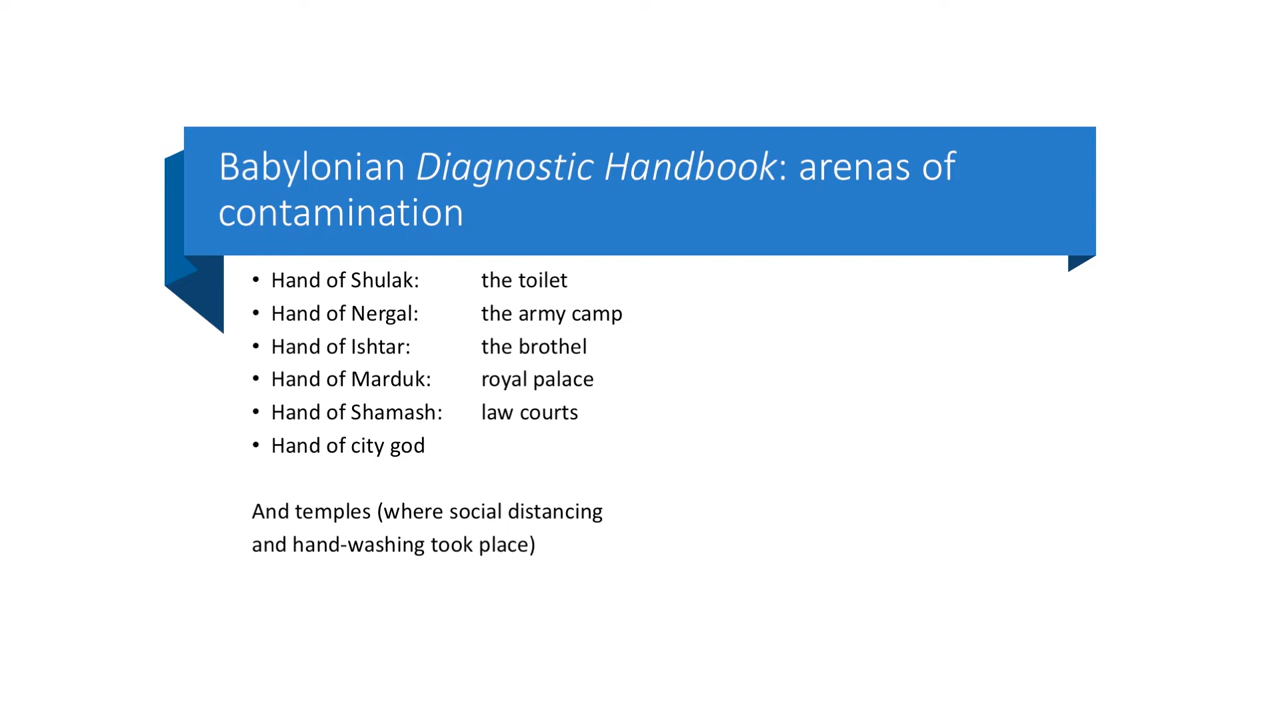 Babylonian Diagnostic Handbook: arenas of
contamination
• Hand of Shulak: the toilet
• Hand of Nergal: the army camp
• Hand of Ishtar: the brothel
• Hand of Marduk: royal palace
• Hand of Shamash: law courts
• Hand of city god
And temples (where social distancing
and hand-washing took place)